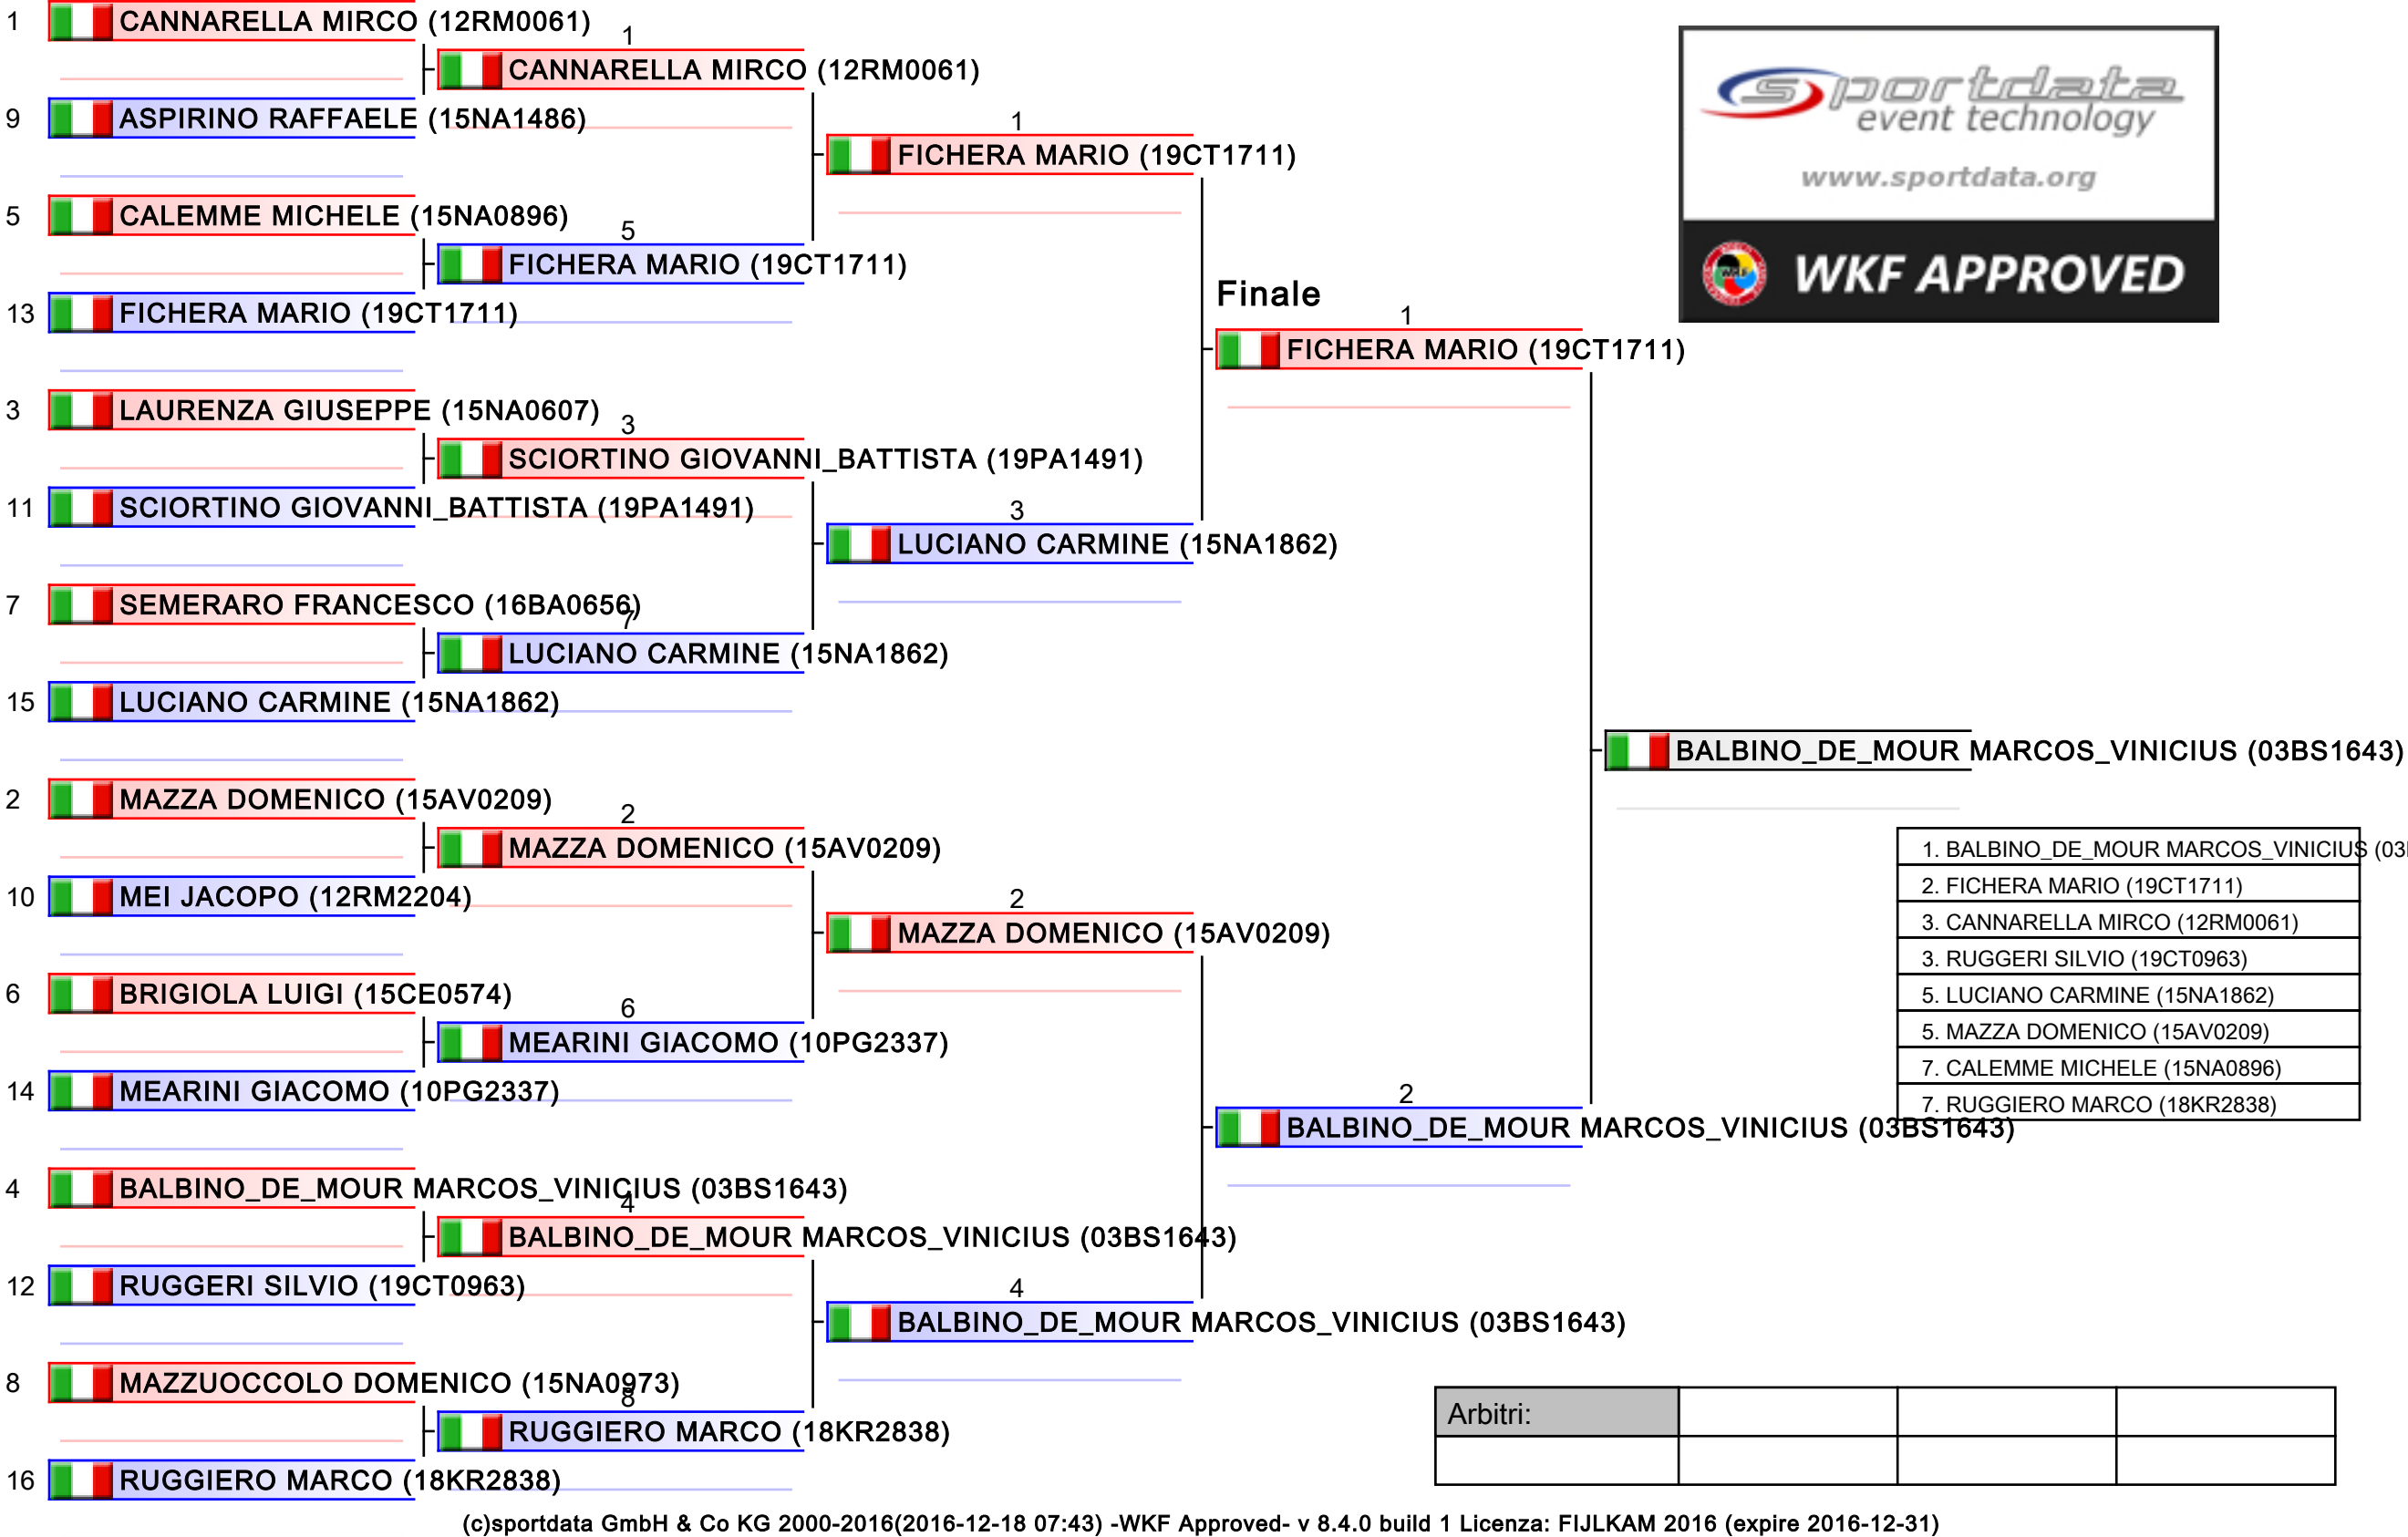 1 CANNARELLA MIRCO (12RM0061)
9 ASPIRINO RAFFAELE (15NA1486)
5 CALEMME MICHELE (15NA0896)
13 FICHERA MARIO (19CT1711)
3 LAURENZA GIUSEPPE (15NA0607)
11 SCIORTINO GIOVANNI_BATTISTA (19PA1491)
7 SEMERARO FRANCESCO (16BA0656)
15 LUCIANO CARMINE (15NA1862)
2 MAZZA DOMENICO (15AV0209)
10 MEI JACOPO (12RM2204)
6 BRIGIOLA LUIGI (15CE0574)
14 MEARINI GIACOMO (10PG2337)
4 BALBINO_DE_MOUR MARCOS_VINICIUS (03BS1643)
12 RUGGERI SILVIO (19CT0963)
8 MAZZUOCCOLO DOMENICO (15NA0973)
16 RUGGIERO MARCO (18KR2838)
1
CANNARELLA MIRCO (12RM0061)
5
FICHERA MARIO (19CT1711)
3
SCIORTINO GIOVANNI_BATTISTA (19PA1491)
7
LUCIANO CARMINE (15NA1862)
2
MAZZA DOMENICO (15AV0209)
6
MEARINI GIACOMO (10PG2337)
4
BALBINO_DE_MOUR MARCOS_VINICIUS (03BS1643)
8
RUGGIERO MARCO (18KR2838)
1
FICHERA MARIO (19CT1711)
3
LUCIANO CARMINE (15NA1862)
2
MAZZA DOMENICO (15AV0209)
4
BALBINO_DE_MOUR MARCOS_VINICIUS (03BS1643)
Finale
1
FICHERA MARIO (19CT1711)
2
BALBINO_DE_MOUR MARCOS_VINICIUS (03BS1643)
BALBINO_DE_MOUR MARCOS_VINICIUS (03BS1643)
sportdata
event technology
www.sportdata.org
WKF
WKF APPROVED
1. BALBINO_DE_MOUR MARCOS_VINICIUS (03
2. FICHERA MARIO (19CT1711)
3. CANNARELLA MIRCO (12RM0061)
3. RUGGERI SILVIO (19CT0963)
5. LUCIANO CARMINE (15NA1862)
5. MAZZA DOMENICO (15AV0209)
7. CALEMME MICHELE (15NA0896)
7. RUGGIERO MARCO (18KR2838)
Arbitri:
(c)sportdata GmbH & Co KG 2000-2016(2016-12-18 07:43) -WKF Approved- v 8.4.0 build 1 Licenza: FIJLKAM 2016 (expire 2016-12-31)